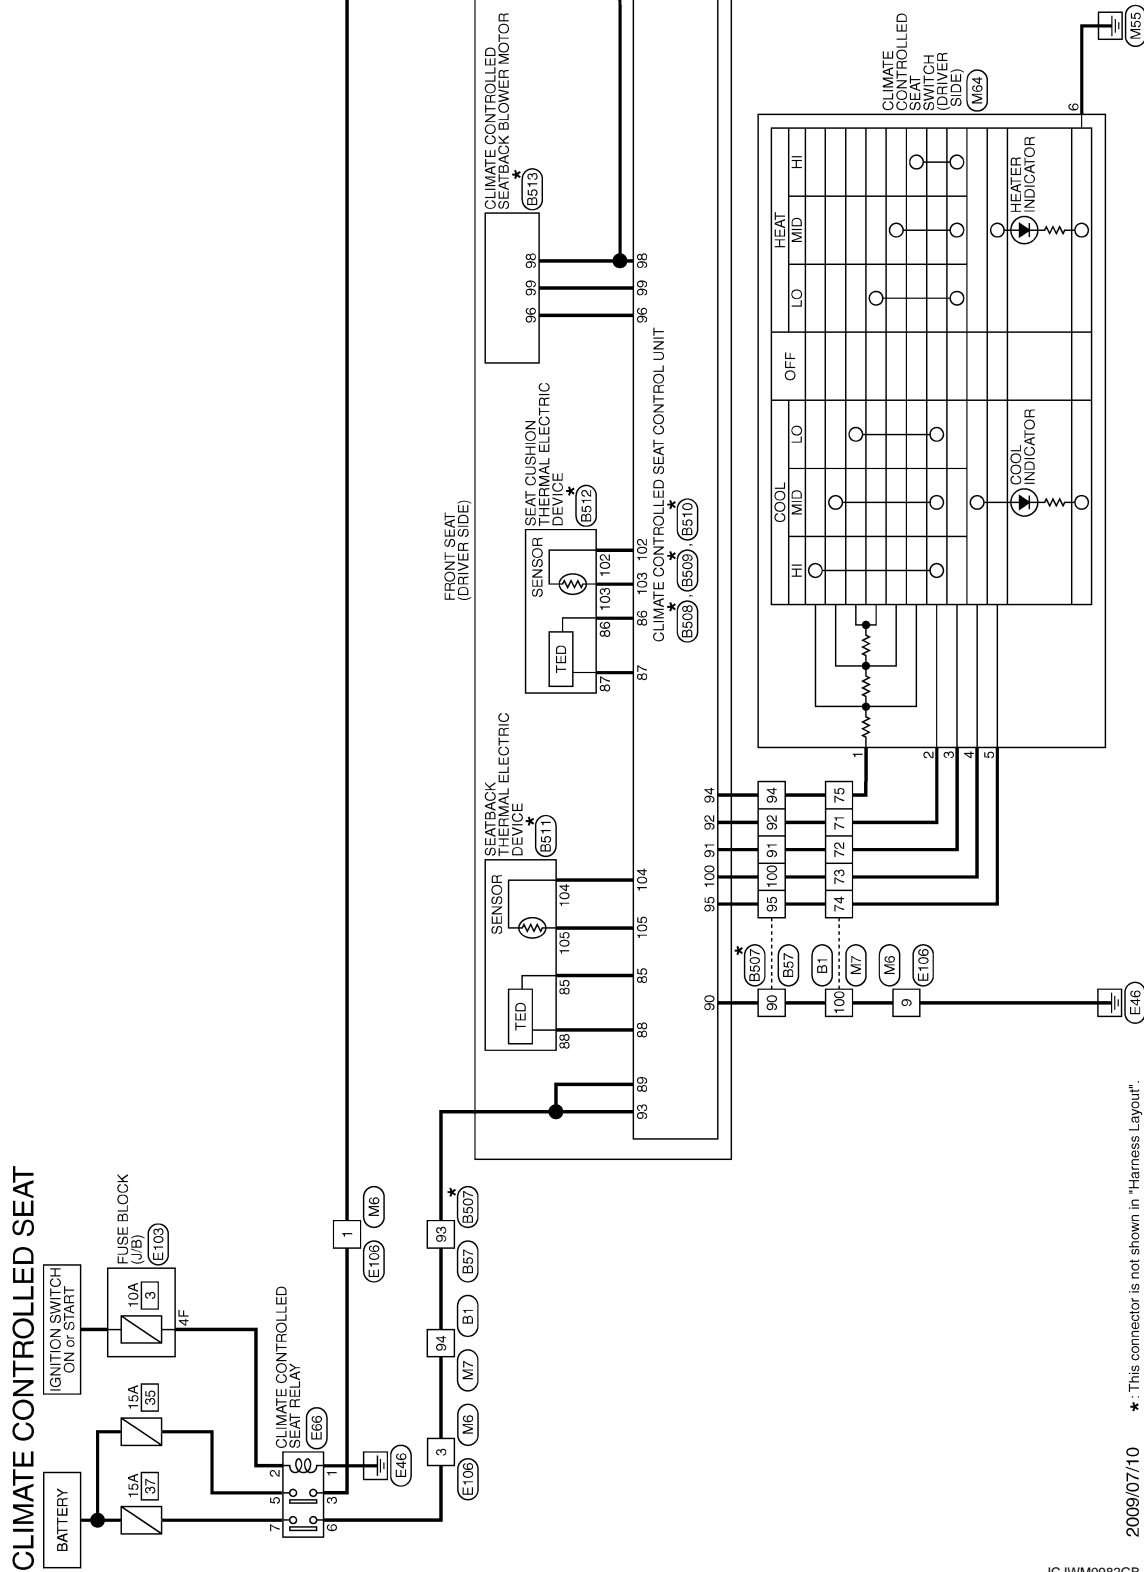 CLIMATE CONTROLLED SEAT
BATTERY
IGNITION SWITCH
ON or START
15A
37
15A
35
10A
3
FUSE BLOCK
(J/B)
E103
4F
7
5
2
CLIMATE CONTROLLED
SEAT RELAY
E66
6
3
1
E46
E106
1
M6
3
E106
M6
94
M7
B1
93
B57
B507
*
FRONT SEAT
(DRIVER SIDE)
SEATBACK
THERMAL ELECTRIC
DEVICE
*
B511
TED
SENSOR
88
85
105
104
SEAT CUSHION
THERMAL ELECTRIC
DEVICE
*
B512
TED
SENSOR
87
86
103
102
CLIMATE CONTROLLED
SEATBACK BLOWER MOTOR
*
B513
96
99
98
93
89
88
85
105
104
87
86
103
102
96
99
98
CLIMATE CONTROLLED SEAT CONTROL UNIT
* * *
B508 , B509 , B510
90
95
100
91
92
94
90
95
100
91
92
94
*
B507
B57
100
74
73
72
71
75
B1
M7
9
M6
E106
E46
1
2
3
4
5
6
COOL
OFF
HEAT
HI
MID
LO
LO
MID
HI
COOL
INDICATOR
HEATER
INDICATOR
CLIMATE
CONTROLLED
SEAT
SWITCH
(DRIVER
SIDE)
M64
M55
2009/07/10
* : This connector is not shown in "Harness Layout".